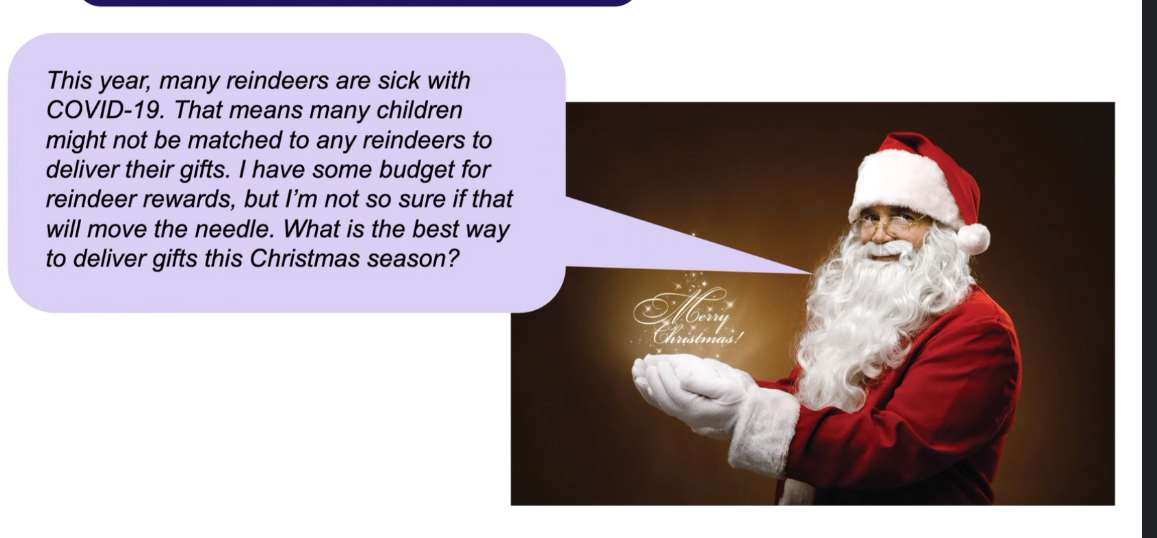 This year, many reindeers are sick with
COVID-19. That means many children
might not be matched to any reindeers to
deliver their gifts. I have some budget for
reindeer rewards, but I'm not so sure if that
will move the needle. What is the best way
to deliver gifts this Christmas season?
Merry
Christmas!